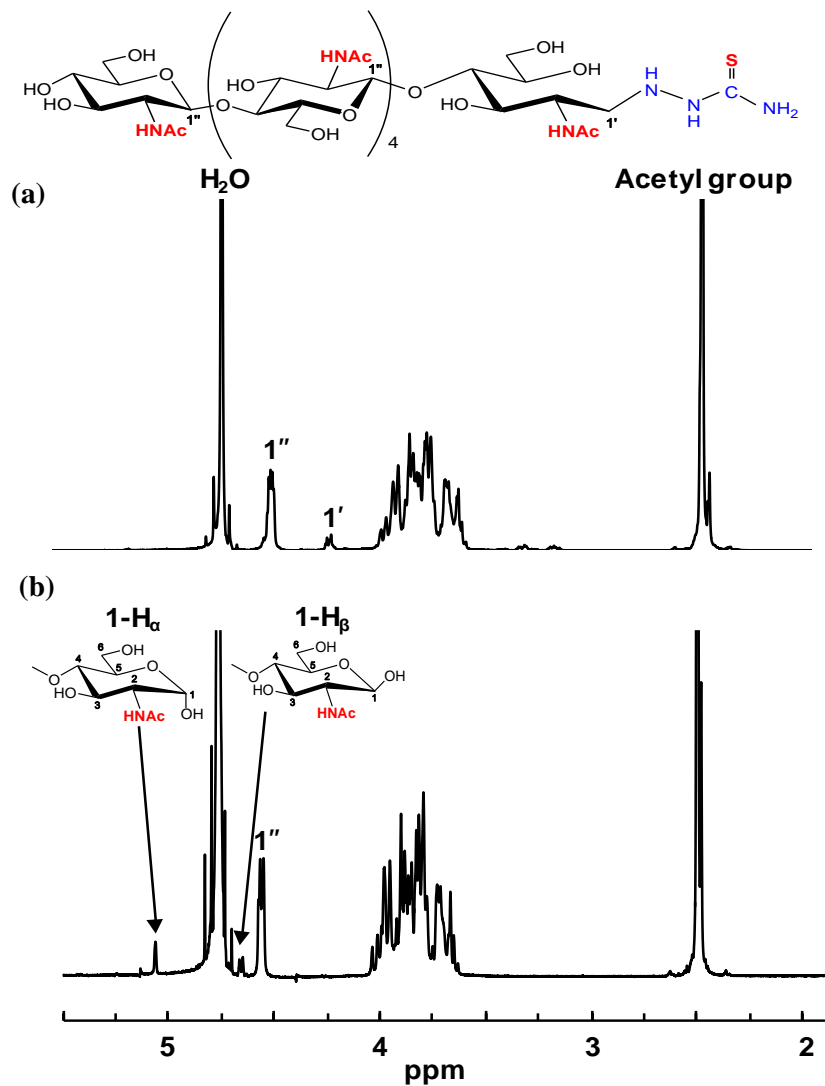 OH HO O HO HNAc 1" O
HO NHAc 1" O OH O 4
O OH OH HO HNAc 1' H N N H S C NH₂
(a)
H₂O Acetyl group
1″
1′
(b)
1-Hα 1-Hβ
6 OH 4 O 5 O HO 3 2 HNAc 1 OH
6 OH 4 O 5 O OH HO 3 2 HNAc 1
1″
5 4 3 2
ppm